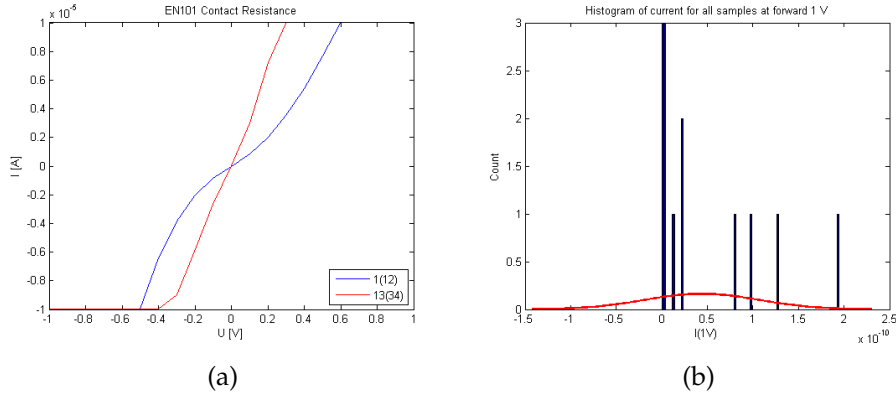 EN101 Contact Resistance
x 10^-5
1
0.8
0.6
0.4
0.2
0
-0.2
-0.4
-0.6
-0.8
-1
I [A]
-1 -0.8 -0.6 -0.4 -0.2 0 0.2 0.4 0.6 0.8 1
U [V]
1(12)
13(34)
(a)
Histogram of current for all samples at forward 1 V
3
2.5
2
1.5
1
0.5
0
Count
-1.5 -1 -0.5 0 0.5 1 1.5 2 2.5
I(1V)
x 10^-10
(b)